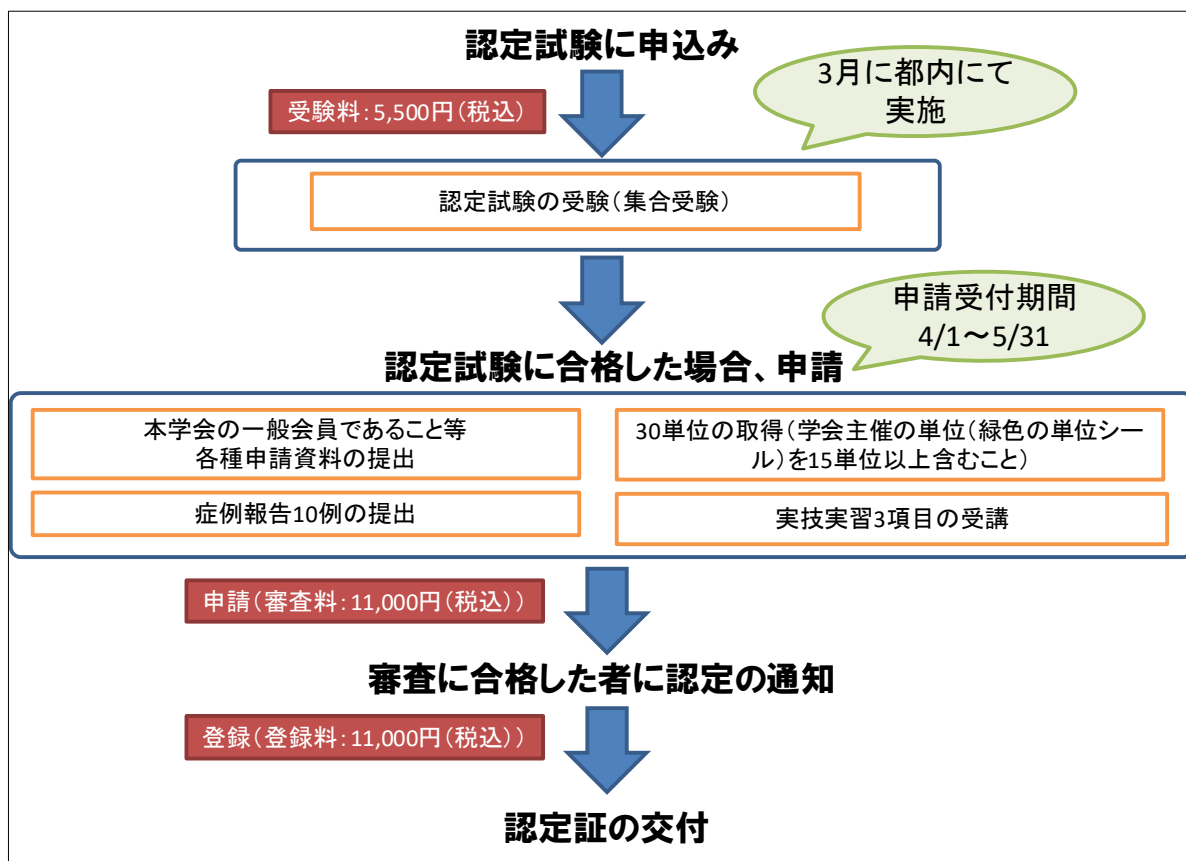 認定試験に申込み
3月に都内にて
実施
受験料：5,500円（税込）
認定試験の受験（集合受験）
申請受付期間
4/1～5/31
認定試験に合格した場合、申請
本学会の一般会員であること等
各種申請資料の提出
30単位の取得（学会主催の単位（緑色の単位シー
ル）を15単位以上含むこと）
症例報告10例の提出
実技実習3項目の受講
申請（審査料：11,000円（税込））
審査に合格した者に認定の通知
登録（登録料：11,000円（税込））
認定証の交付